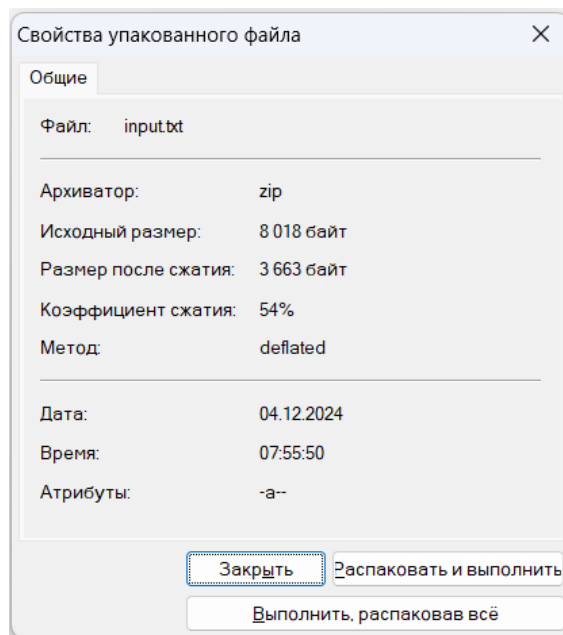 Свойства упакованного файла
Общие
Файл: input.txt
Архиватор: zip
Исходный размер: 8 018 байт
Размер после сжатия: 3 663 байт
Коэффициент сжатия: 54%
Метод: deflated
Дата: 04.12.2024
Время: 07:55:50
Атрибуты: -a--
Закрыть Распаковать и выполнить
Выполнить, распаковав всё